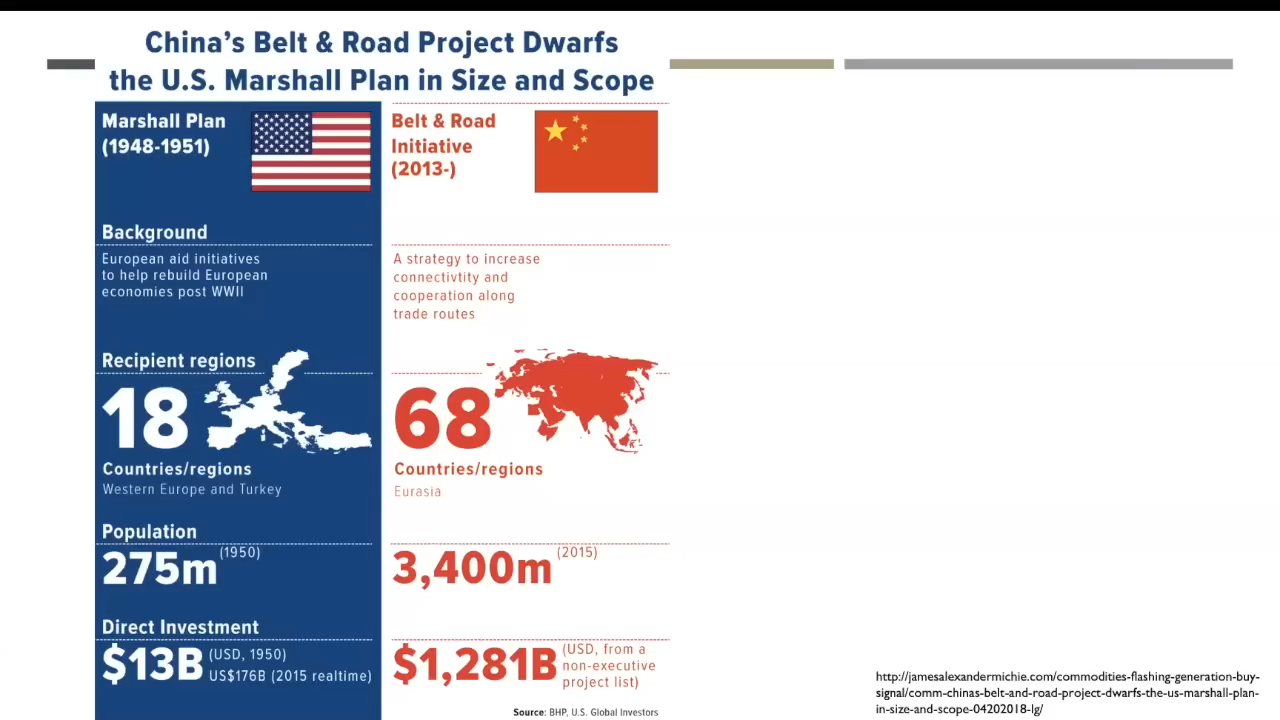 China's Belt & Road Project Dwarfs
the U.S. Marshall Plan in Size and Scope
Marshall Plan
(1948-1951)
Belt & Road
Initiative
(2013-)
Background
European aid initiatives
to help rebuild European
economies post WWII
A strategy to increase
connectivtity and
cooperation along
trade routes
Recipient regions
18
Countries/regions
Western Europe and Turkey
68
Countries/regions
Eurasia
Population
275m (1950)
3,400m (2015)
Direct Investment
$13B (USD, 1950)
US$176B (2015 realtime)
$1,281B (USD, from a
non-executive
project list)
Source: BHP, U.S. Global Investors
http://jamesalexandermichie.com/commodities-flashing-generation-buy-
signal/comm-chinas-belt-and-road-project-dwarfs-the-us-marshall-plan-
in-size-and-scope-04202018-lg/